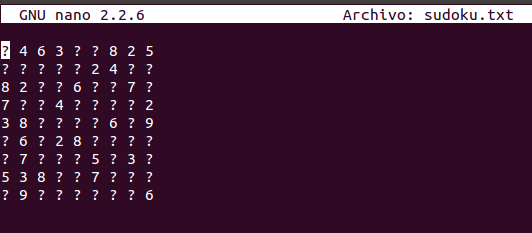 GNU nano 2.2.6 Archivo: sudoku.txt
? 4 6 3 ? ? 8 2 5
? ? ? ? ? 2 4 ? ?
8 2 ? ? 6 ? ? 7 ?
7 ? ? 4 ? ? ? ? 2
3 8 ? ? ? ? 6 ? 9
? 6 ? 2 8 ? ? ? ?
? 7 ? ? ? 5 ? 3 ?
5 3 8 ? ? 7 ? ? ?
? 9 ? ? ? ? ? ? 6